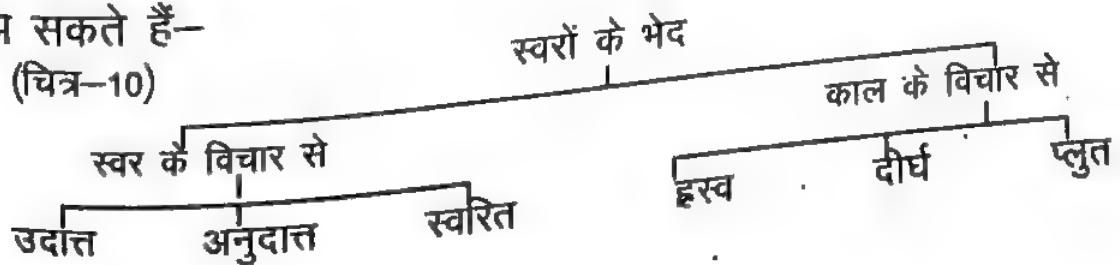 सकते हैं–
(चित्र–10)
स्वरों के भेद
स्वर के विचार से
काल के विचार से
उदात्त अनुदात्त स्वरित
ह्रस्व दीर्घ प्लुत